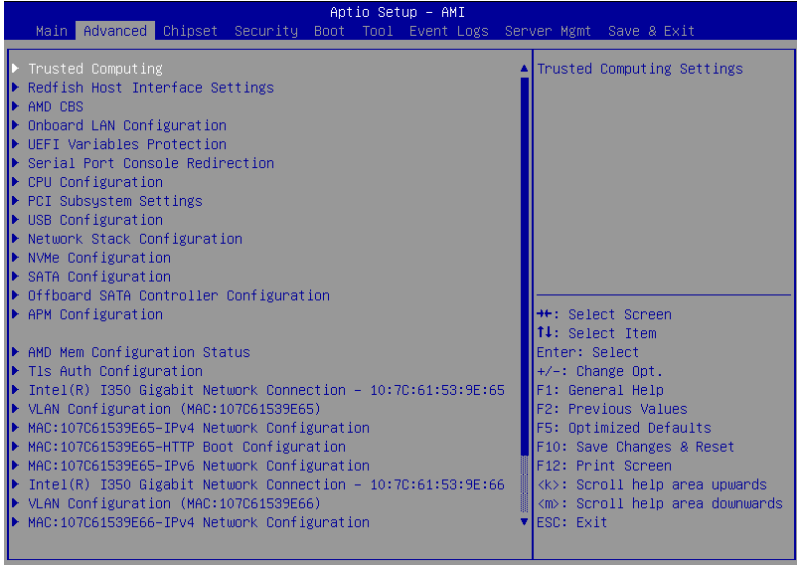 Aptio Setup - AMI
Main Advanced Chipset Security Boot Tool Event Logs Server Mgmt Save & Exit
Trusted Computing
Redfish Host Interface Settings
AMD CBS
Onboard LAN Configuration
UEFI Variables Protection
Serial Port Console Redirection
CPU Configuration
PCI Subsystem Settings
USB Configuration
Network Stack Configuration
NVMe Configuration
SATA Configuration
Offboard SATA Controller Configuration
APM Configuration
AMD Mem Configuration Status
Tls Auth Configuration
Intel(R) I350 Gigabit Network Connection - 10:7C:61:53:9E:65
VLAN Configuration (MAC:107C61539E65)
MAC:107C61539E65-IPv4 Network Configuration
MAC:107C61539E65-HTTP Boot Configuration
MAC:107C61539E65-IPv6 Network Configuration
Intel(R) I350 Gigabit Network Connection - 10:7C:61:53:9E:66
VLAN Configuration (MAC:107C61539E66)
MAC:107C61539E66-IPv4 Network Configuration
Trusted Computing Settings
→←: Select Screen
↑↓: Select Item
Enter: Select
+/-: Change Opt.
F1: General Help
F2: Previous Values
F5: Optimized Defaults
F10: Save Changes & Reset
F12: Print Screen
<k>: Scroll help area upwards
<m>: Scroll help area downwards
ESC: Exit